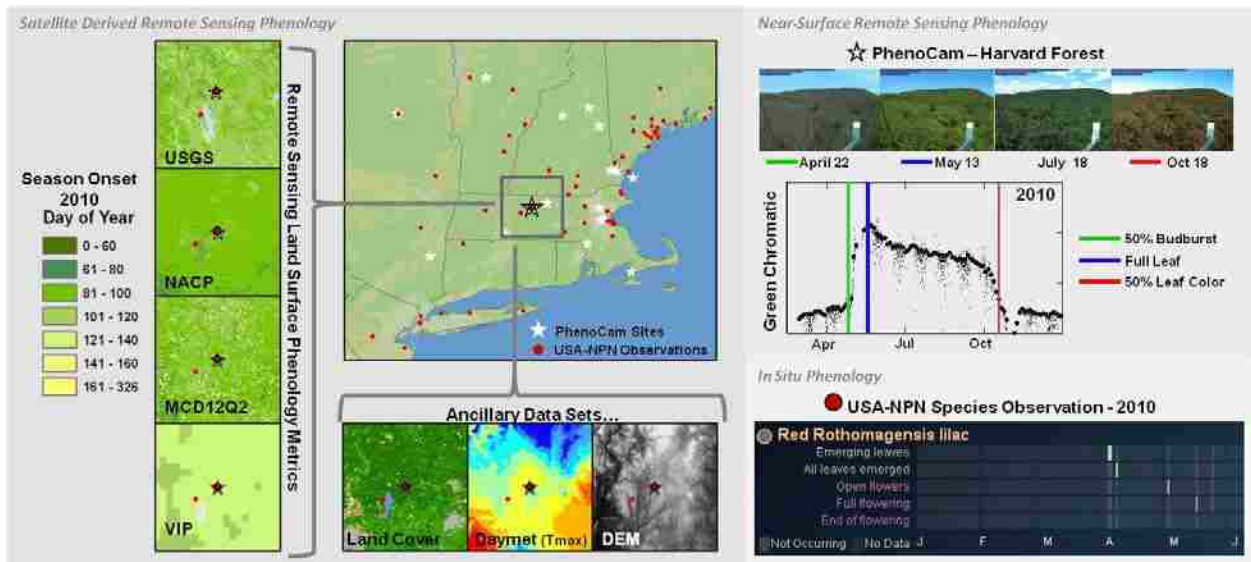 Satellite Derived Remote Sensing Phenology
Season Onset
2010
Day of Year
0 - 60
61 - 80
81 - 100
101 - 120
121 - 140
141 - 160
161 - 326
USGS
NACP
MCD12Q2
VIP
Remote Sensing Land Surface Phenology Metrics
PhenoCam Sites
USA-NPN Observations
Ancillary Data Sets...
Land Cover
Daymet (Tmax)
DEM
Near-Surface Remote Sensing Phenology
PhenoCam – Harvard Forest
April 22
May 13
July 18
Oct 18
Green Chromatic
2010
Apr
Jul
Oct
50% Budburst
Full Leaf
50% Leaf Color
In Situ Phenology
USA-NPN Species Observation - 2010
Red Rothomagensis lilac
Emerging leaves
All leaves emerged
Open flowers
Full flowering
End of flowering
Not Occurring
No Data
J F M A M J